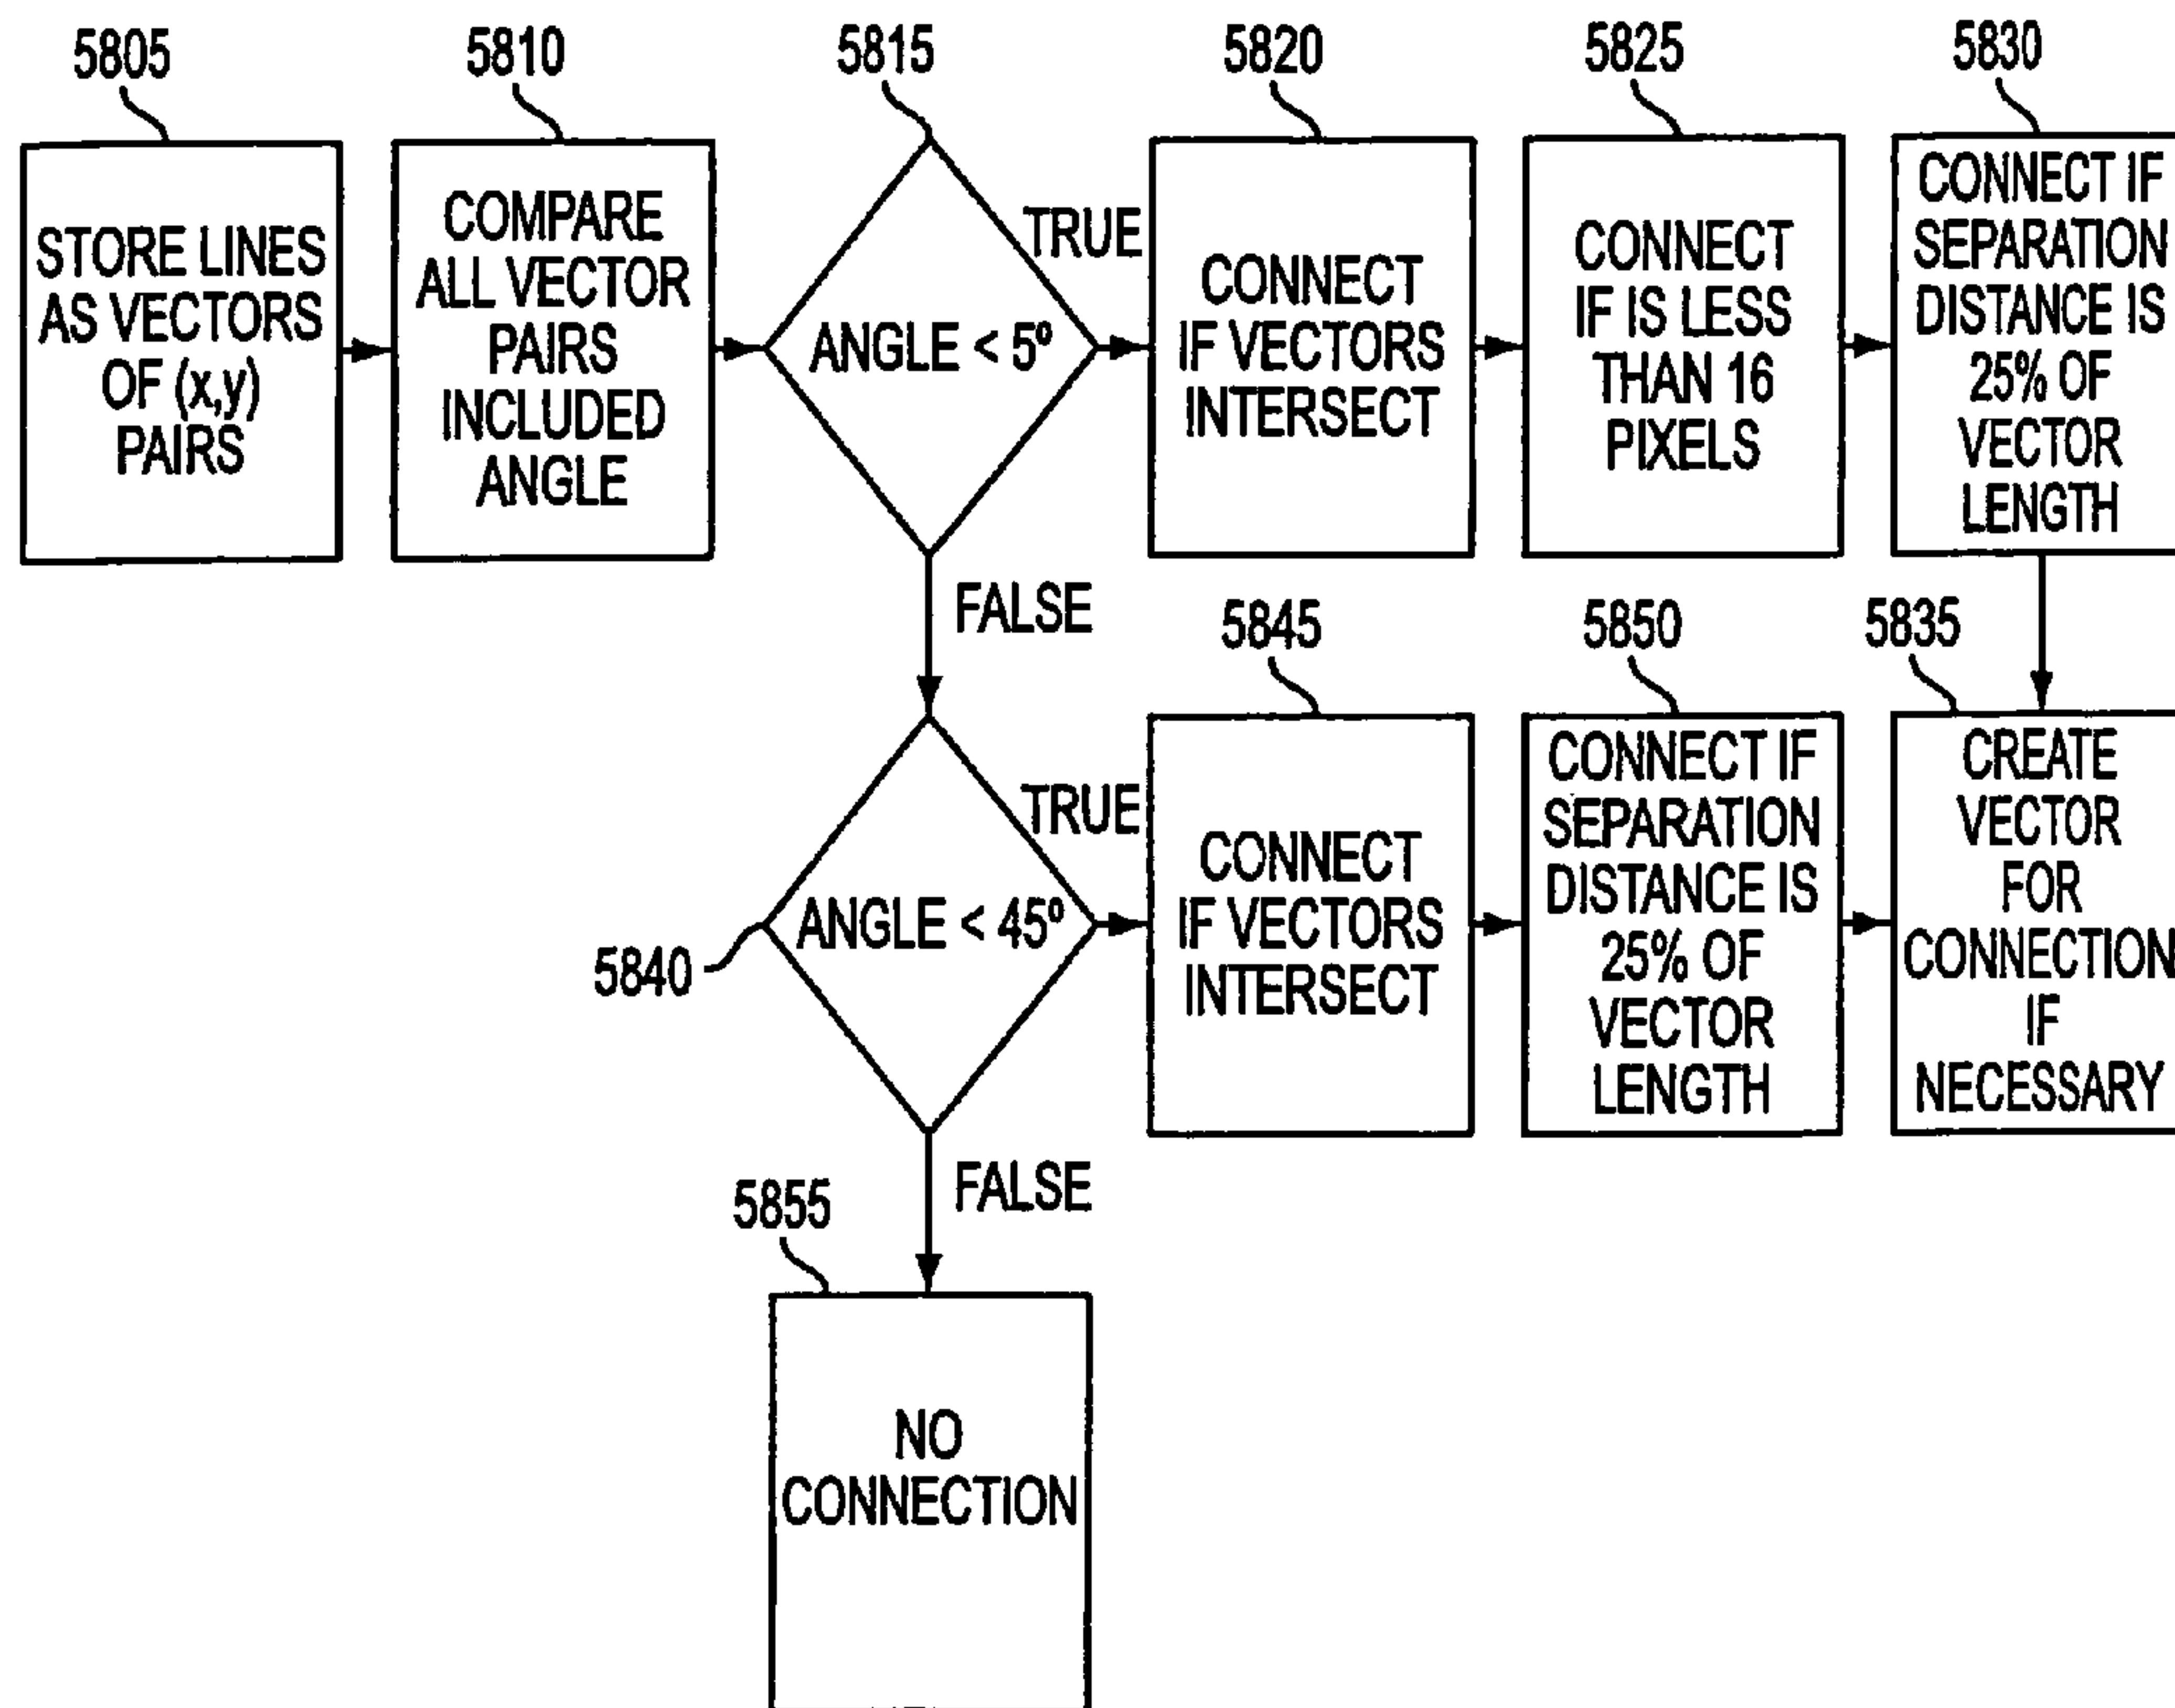 5805
5810
5815
5820
5825
5830
STORE LINES
AS VECTORS
OF (x,y)
PAIRS
COMPARE
ALL VECTOR
PAIRS
INCLUDED
ANGLE
ANGLE < 5º
TRUE
CONNECT
IF VECTORS
INTERSECT
CONNECT
IF IS LESS
THAN 16
PIXELS
CONNECT IF
SEPARATION
DISTANCE IS
25% OF
VECTOR
LENGTH
FALSE
5845
5850
5835
5840
ANGLE < 45º
TRUE
CONNECT
IF VECTORS
INTERSECT
CONNECT IF
SEPARATION
DISTANCE IS
25% OF
VECTOR
LENGTH
CREATE
VECTOR
FOR
CONNECTION
IF
NECESSARY
FALSE
5855
NO
CONNECTION